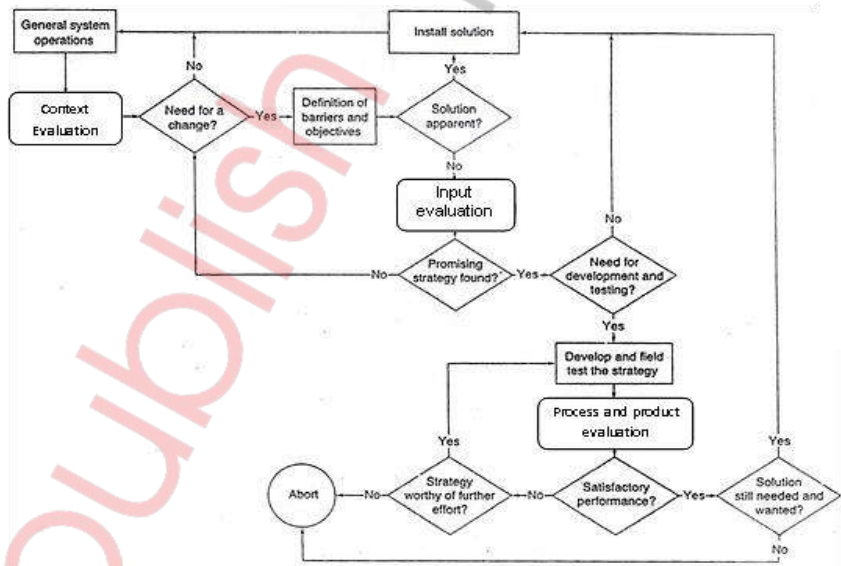 General system
operations
Install solution
No
Yes
Context
Evaluation
Need for a
change?
Yes
Definition of
barriers and
objectives
Solution
apparent?
No
Input
evaluation
No
No
Promising
strategy found?
Yes
Need for
development and
testing?
Yes
Develop and field
test the strategy
Process and product
evaluation
Yes
Yes
Abort
No
Strategy
worthy of further
effort?
No
Satisfactory
performance?
Yes
Solution
still needed and
wanted?
No
publish